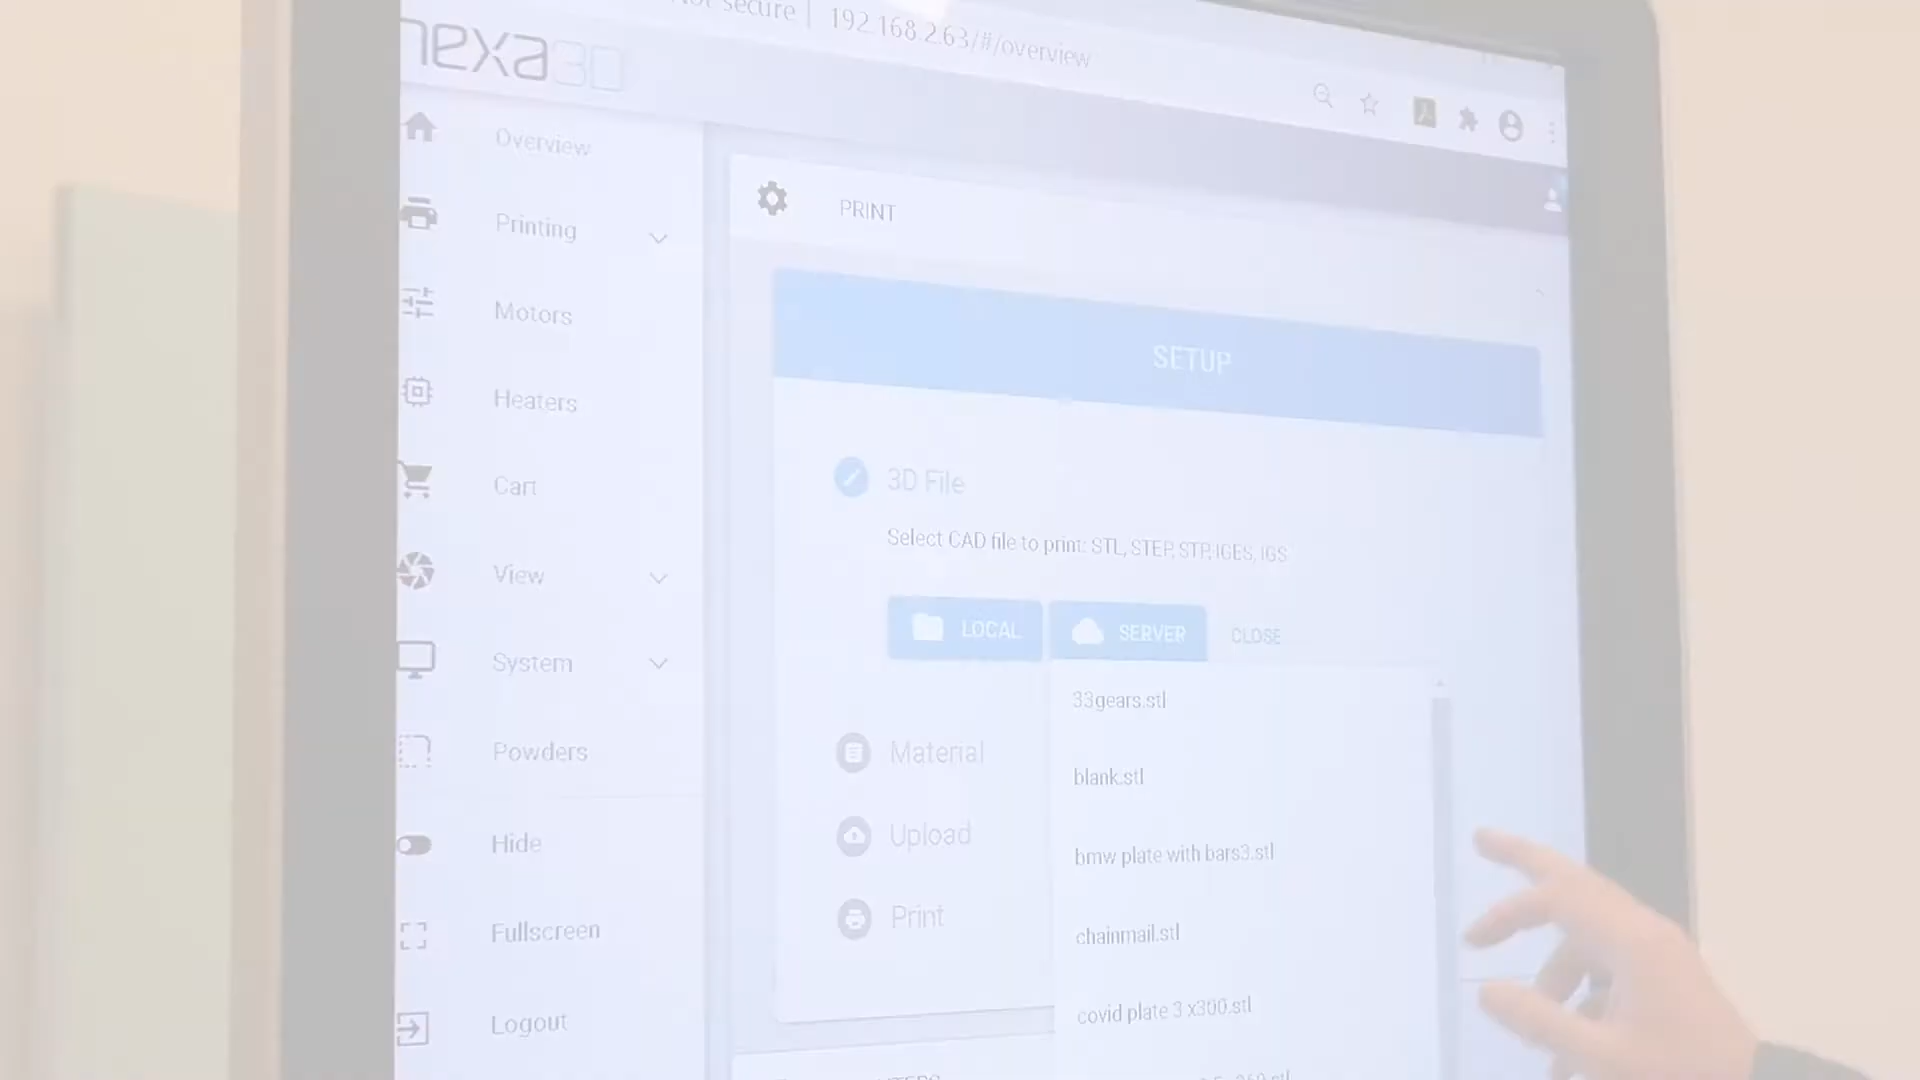 secure | 192.168.2.63/#/overview
nexa3D
Overview
Printing
Motors
Heaters
Cart
View
System
Powders
Hide
Fullscreen
Logout
PRINT
SETUP
3D File
Select CAD file to print: STL, STEP, STP, IGES, IGS
LOCAL
SERVER
CLOSE
33gears.stl
blank.stl
bmw plate with bars3.stl
chainmail.stl
covid plate 3 x300.stl
Material
Upload
Print